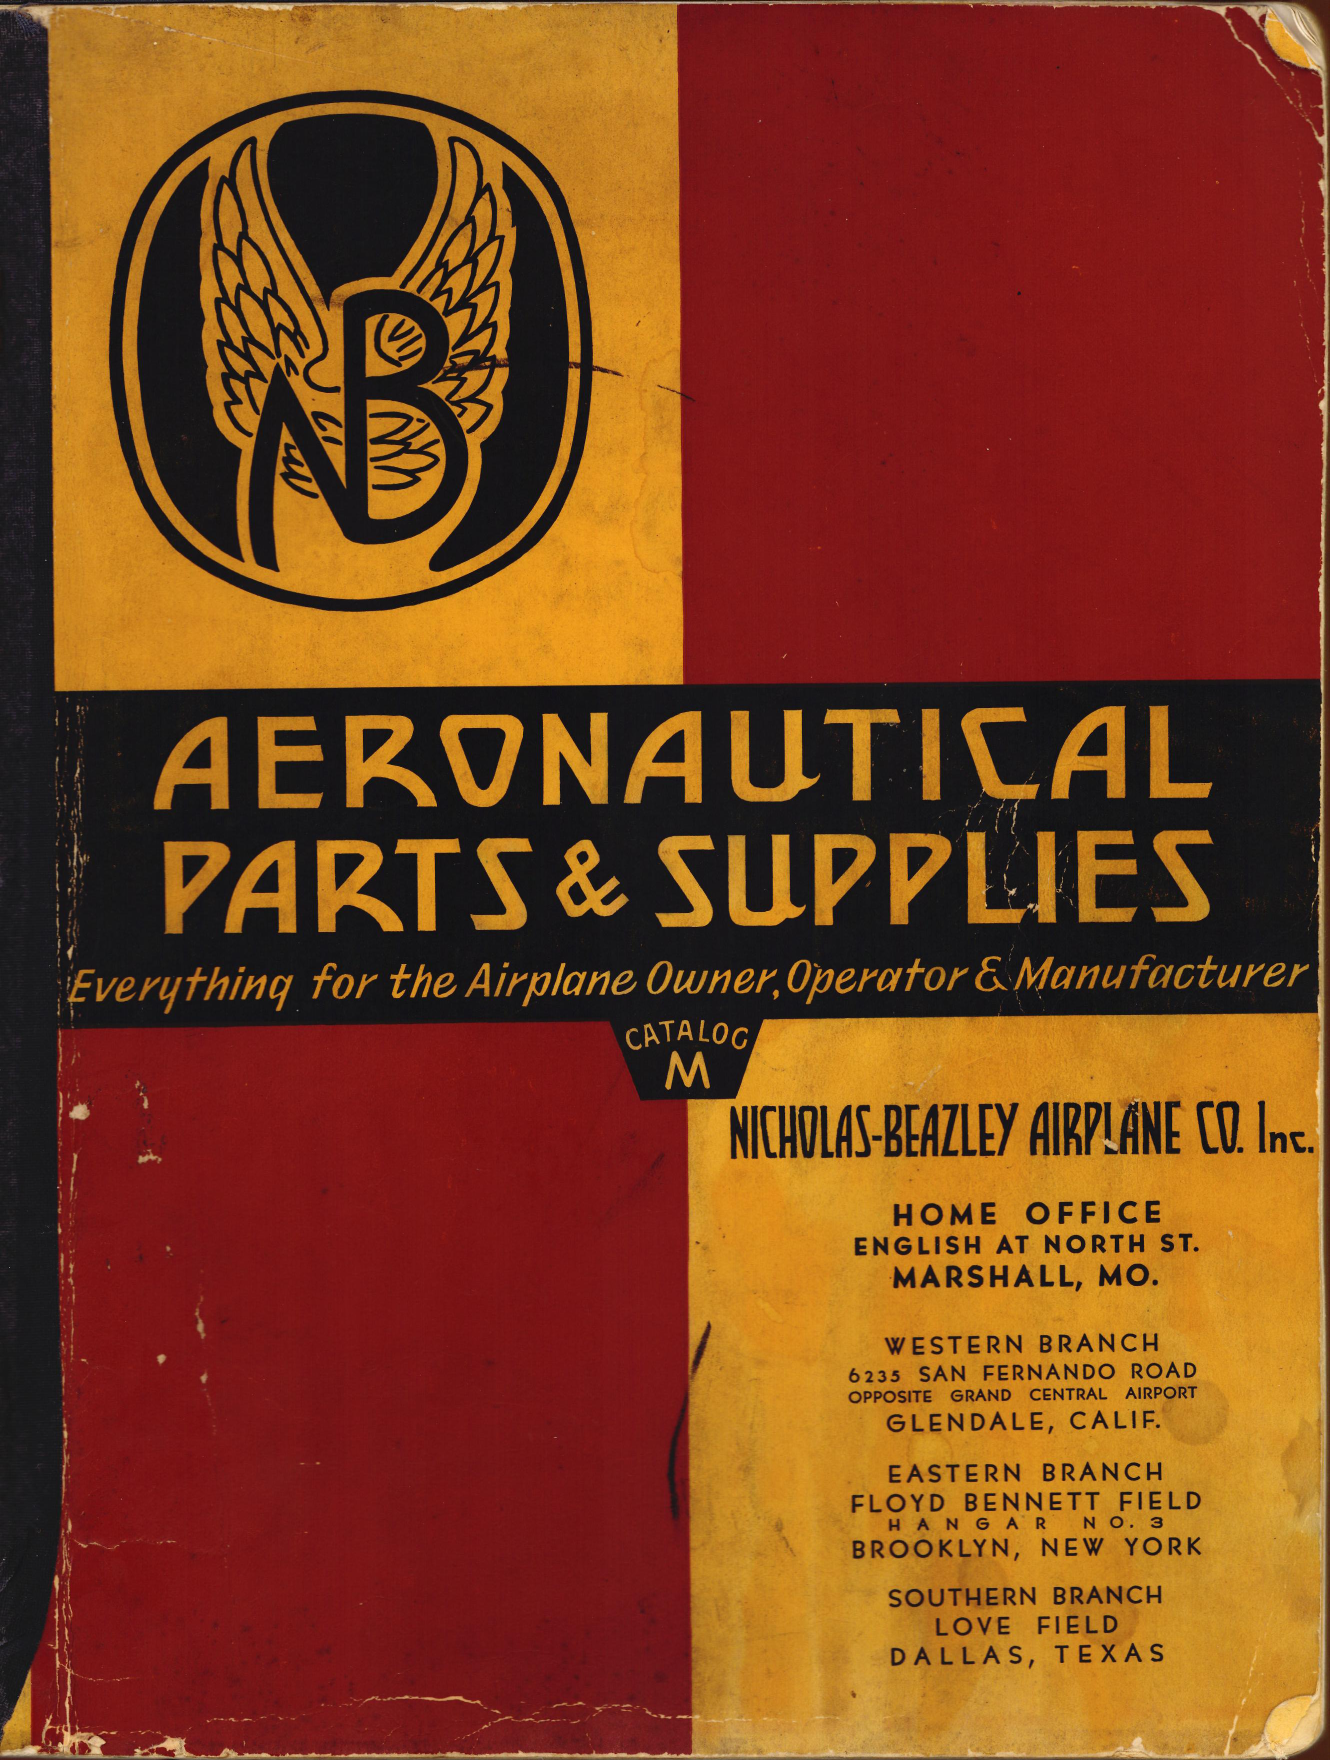 NB
AERONAUTICAL
PARTS & SUPPLIES
Everything for the Airplane Owner, Operator & Manufacturer
CATALOG
M
NICHOLAS-BEAZLEY AIRPLANE CO. Inc.
HOME OFFICE
ENGLISH AT NORTH ST.
MARSHALL, MO.
WESTERN BRANCH
6235 SAN FERNANDO ROAD
OPPOSITE GRAND CENTRAL AIRPORT
GLENDALE, CALIF.
EASTERN BRANCH
FLOYD BENNETT FIELD
HANGAR NO. 3
BROOKLYN, NEW YORK
SOUTHERN BRANCH
LOVE FIELD
DALLAS, TEXAS